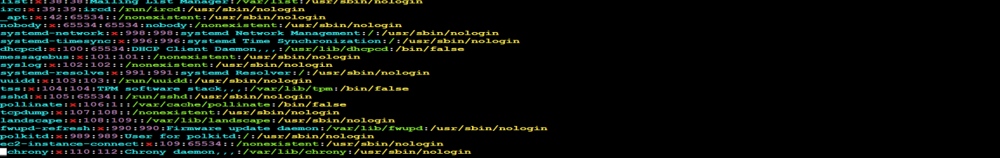 list:x:38:38:Mailing List Manager:/var/list:/usr/sbin/nologin
irc:x:39:39:ircd:/run/ircd:/usr/sbin/nologin
_apt:x:42:65534::/nonexistent:/usr/sbin/nologin
nobody:x:65534:65534:nobody:/nonexistent:/usr/sbin/nologin
systemd-network:x:998:998:systemd Network Management:/:/usr/sbin/nologin
systemd-timesync:x:996:996:systemd Time Synchronization:/:/usr/sbin/nologin
dhcpcd:x:100:65534:DHCP Client Daemon,,,:/usr/lib/dhcpcd:/bin/false
messagebus:x:101:101::/nonexistent:/usr/sbin/nologin
syslog:x:102:102::/nonexistent:/usr/sbin/nologin
systemd-resolve:x:991:991:systemd Resolver:/:/usr/sbin/nologin
uuidd:x:103:103::/run/uuidd:/usr/sbin/nologin
tss:x:104:104:TPM software stack,,,:/var/lib/tpm:/bin/false
sshd:x:105:65534::/run/sshd:/usr/sbin/nologin
pollinate:x:106:1::/var/cache/pollinate:/bin/false
tcpdump:x:107:108::/nonexistent:/usr/sbin/nologin
landscape:x:108:109::/var/lib/landscape:/usr/sbin/nologin
fwupd-refresh:x:990:990:Firmware update daemon:/var/lib/fwupd:/usr/sbin/nologin
polkitd:x:989:989:User for polkitd:/:/usr/sbin/nologin
ec2-instance-connect:x:109:65534::/nonexistent:/usr/sbin/nologin
_chrony:x:110:112:Chrony daemon,,,:/var/lib/chrony:/usr/sbin/nologin